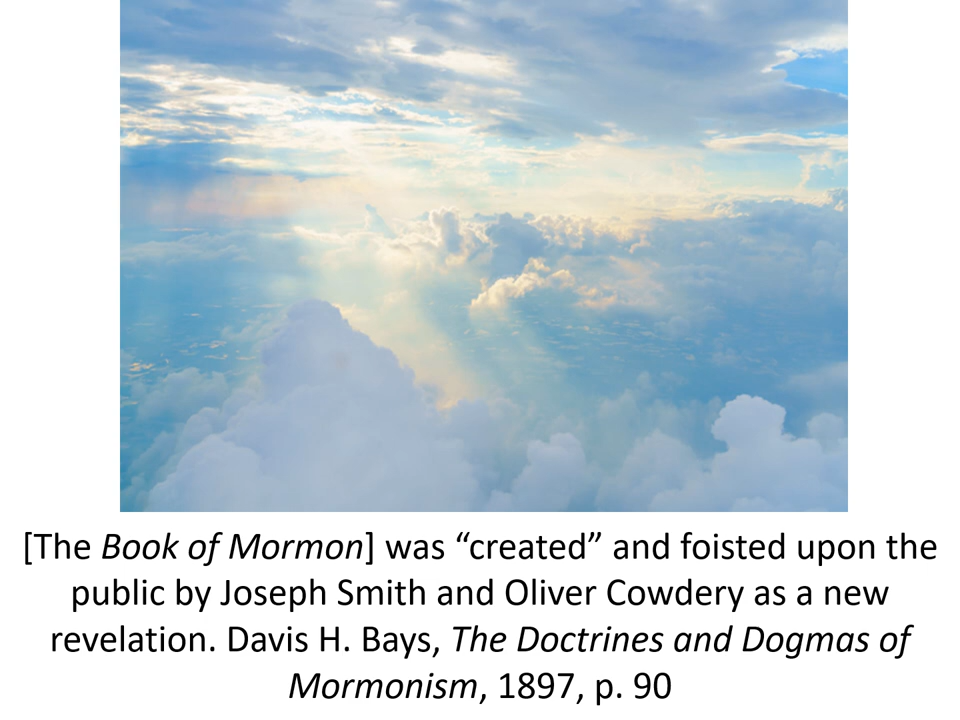 [The Book of Mormon] was “created” and foisted upon the
public by Joseph Smith and Oliver Cowdery as a new
revelation. Davis H. Bays, The Doctrines and Dogmas of
Mormonism, 1897, p. 90